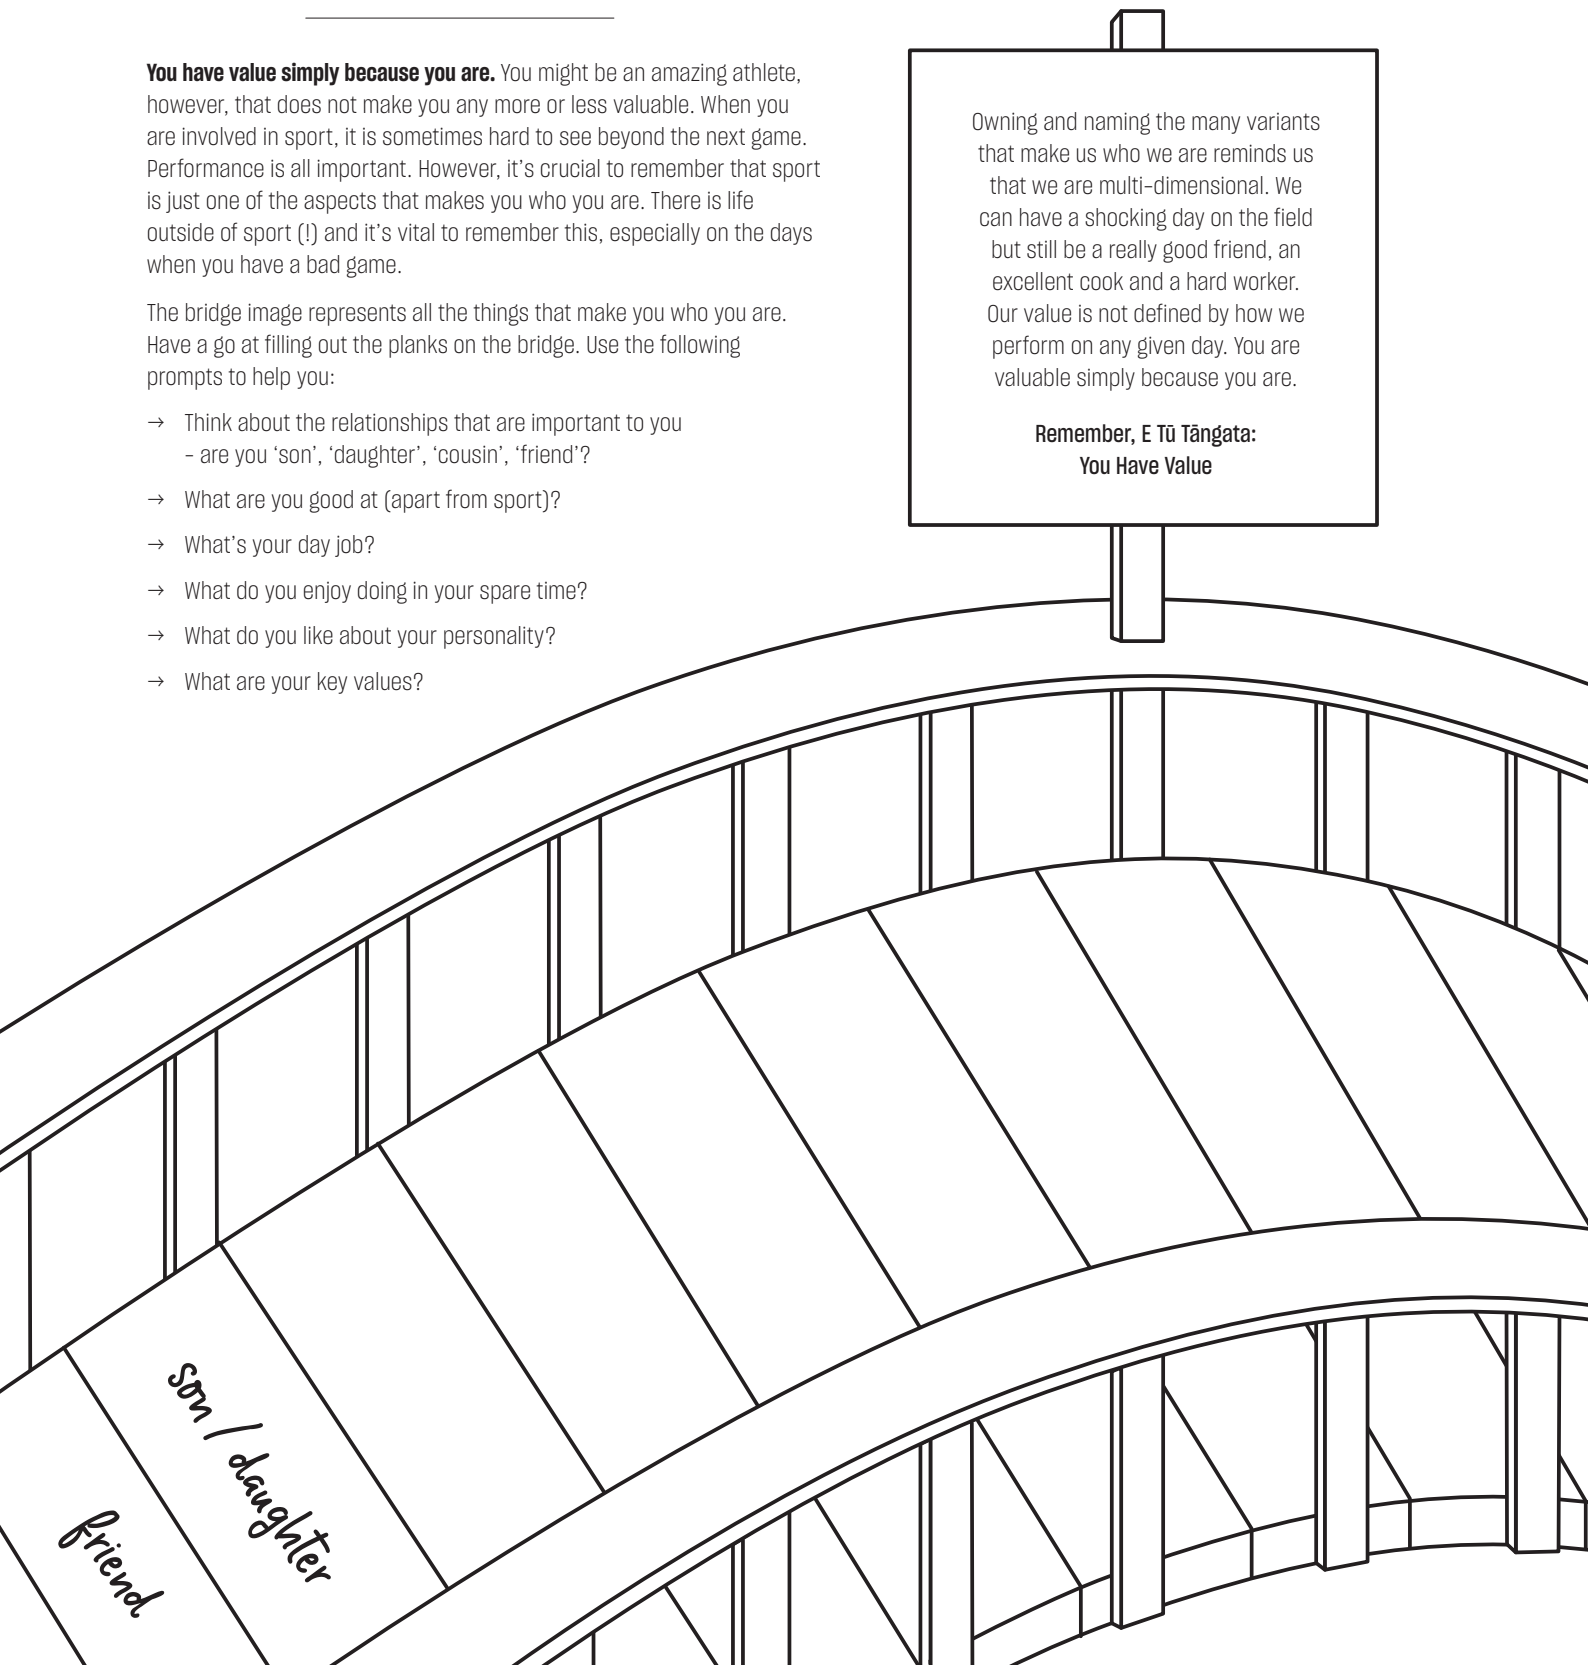 You have value simply because you are. You might be an amazing athlete,
however, that does not make you any more or less valuable. When you
are involved in sport, it is sometimes hard to see beyond the next game.
Performance is all important. However, it’s crucial to remember that sport
is just one of the aspects that makes you who you are. There is life
outside of sport (!) and it’s vital to remember this, especially on the days
when you have a bad game.
The bridge image represents all the things that make you who you are.
Have a go at filling out the planks on the bridge. Use the following
prompts to help you:
→ Think about the relationships that are important to you
– are you ‘son’, ‘daughter’, ‘cousin’, ‘friend’?
→ What are you good at (apart from sport)?
→ What’s your day job?
→ What do you enjoy doing in your spare time?
→ What do you like about your personality?
→ What are your key values?
Owning and naming the many variants
that make us who we are reminds us
that we are multi-dimensional. We
can have a shocking day on the field
but still be a really good friend, an
excellent cook and a hard worker.
Our value is not defined by how we
perform on any given day. You are
valuable simply because you are.
Remember, E Tū Tāngata:
You Have Value
son / daughter
friend